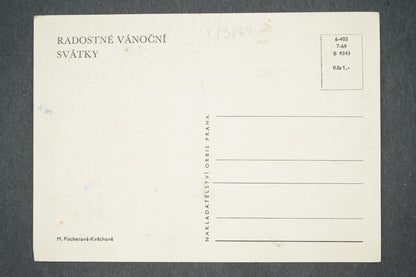 RADOSTNÉ VÁNOČNÍ
SVÁTKY
6-403
7-69
B 9343
Kčs 1,-
NAKLADATELSTVÍ ORBIS PRAHA
M. Fischerová-Kvěchová